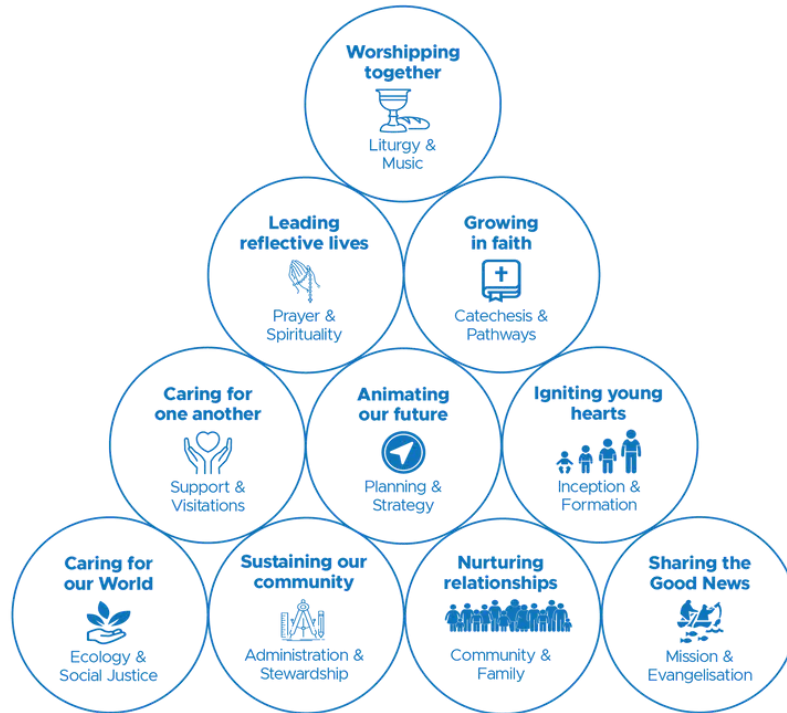 Worshipping
together
Liturgy &
Music
Leading
reflective lives
Prayer &
Spirituality
Growing
in faith
Catechesis &
Pathways
Caring for
one another
Support &
Visitations
Animating
our future
Planning &
Strategy
Igniting young
hearts
Inception &
Formation
Caring for
our World
Ecology &
Social Justice
Sustaining our
community
Administration &
Stewardship
Nurturing
relationships
Community &
Family
Sharing the
Good News
Mission &
Evangelisation